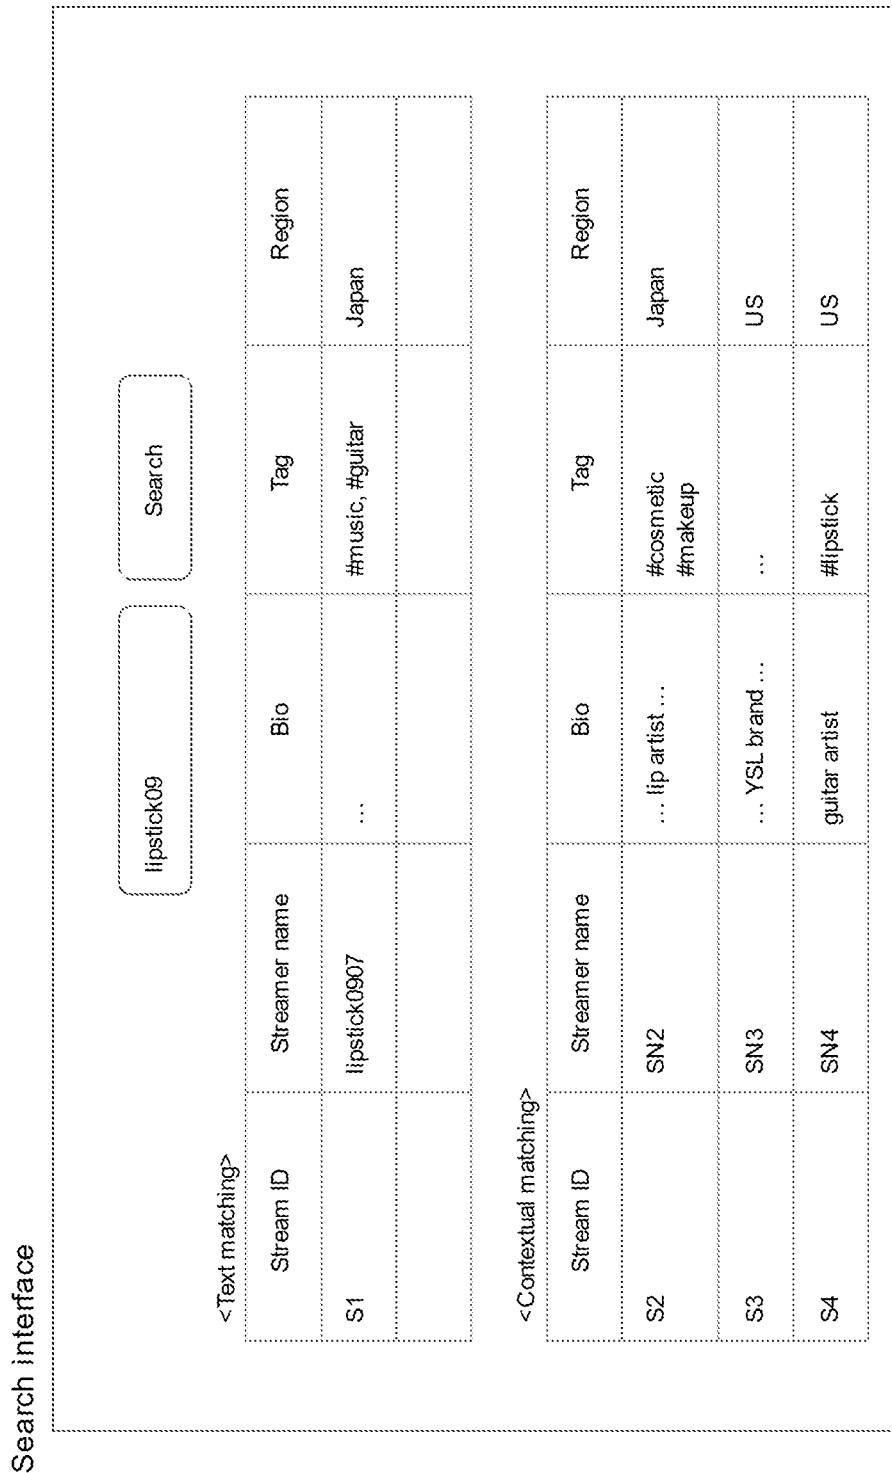 Search interface
lipstick09 Search
<Text matching>
Stream ID Streamer name Bio Tag Region
S1 lipstick0907 ... #music, #guitar Japan
<Contextual matching>
Stream ID Streamer name Bio Tag Region
S2 SN2 ... lip artist ... #cosmetic Japan
#makeup
S3 SN3 ... YSL brand ... ... US
S4 SN4 guitar artist #lipstick US